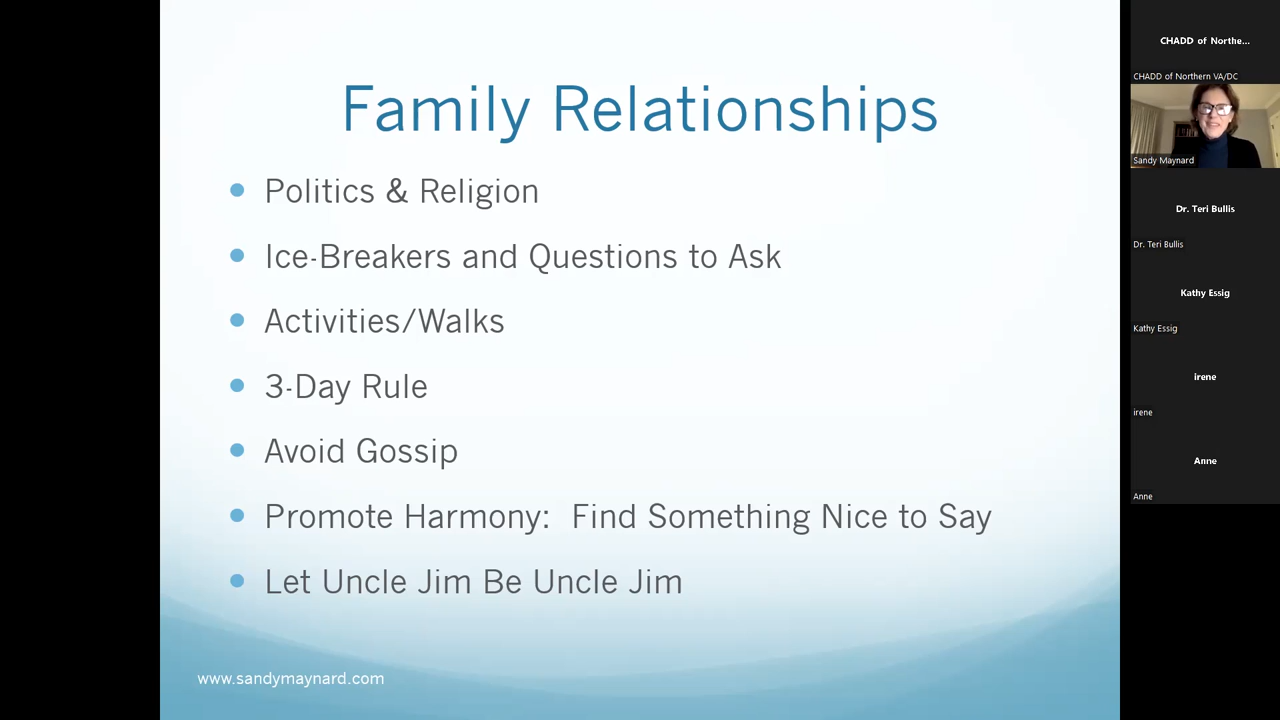 Family Relationships
Politics & Religion
Ice-Breakers and Questions to Ask
Activities/Walks
3-Day Rule
Avoid Gossip
Promote Harmony:  Find Something Nice to Say
Let Uncle Jim Be Uncle Jim
www.sandymaynard.com
CHADD of Northe...
CHADD of Northern VA/DC
Sandy Maynard
Dr. Teri Bullis
Dr. Teri Bullis
Kathy Essig
Kathy Essig
irene
irene
Anne
Anne